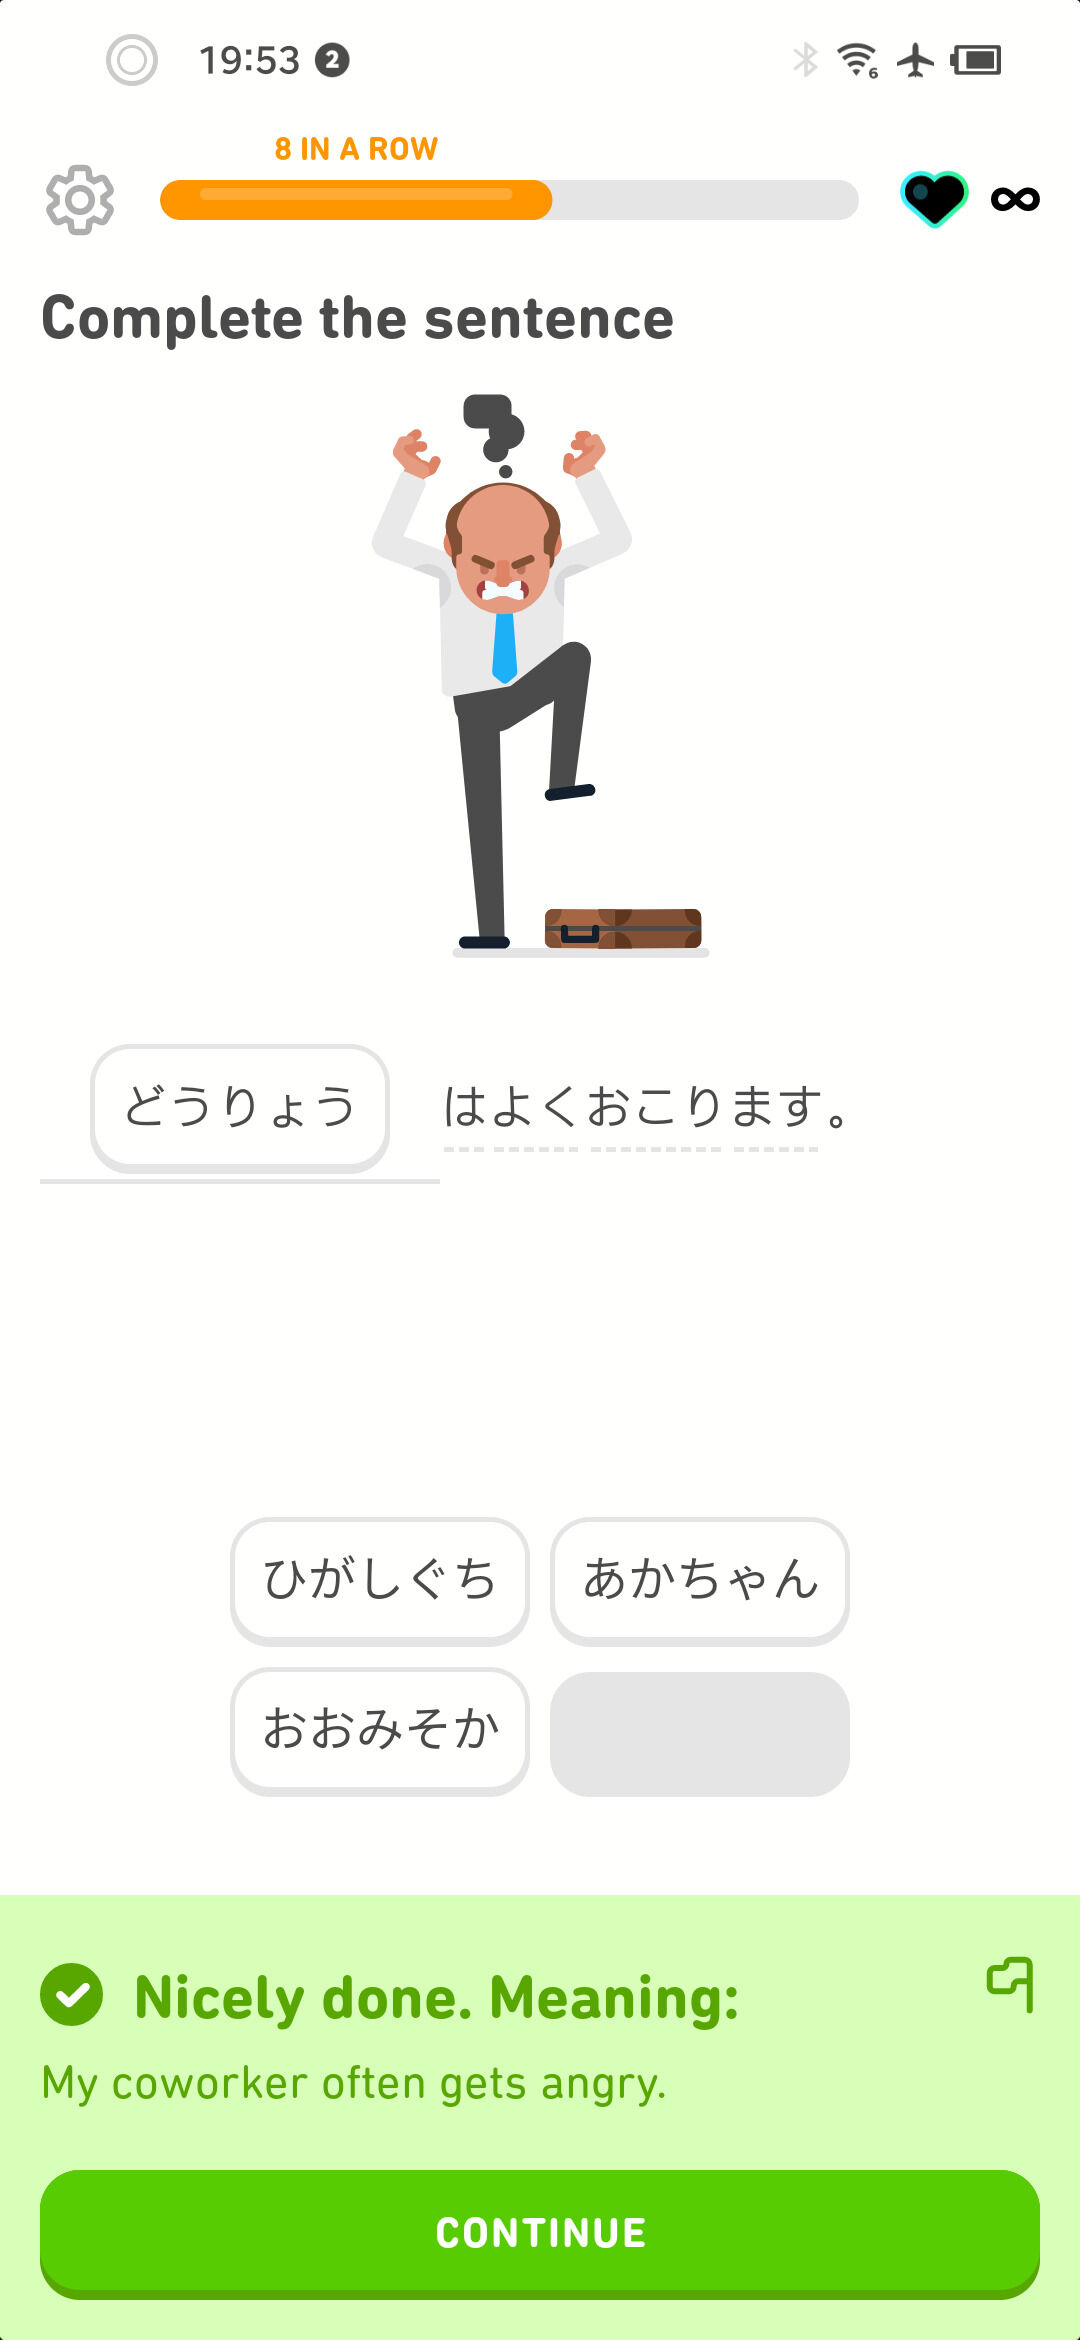 19:53 2
6
8 IN A ROW
Complete the sentence
どうりょう はよくおこります。
ひがしぐち あかちゃん
おおみそか
Nicely done. Meaning:
My coworker often gets angry.
CONTINUE